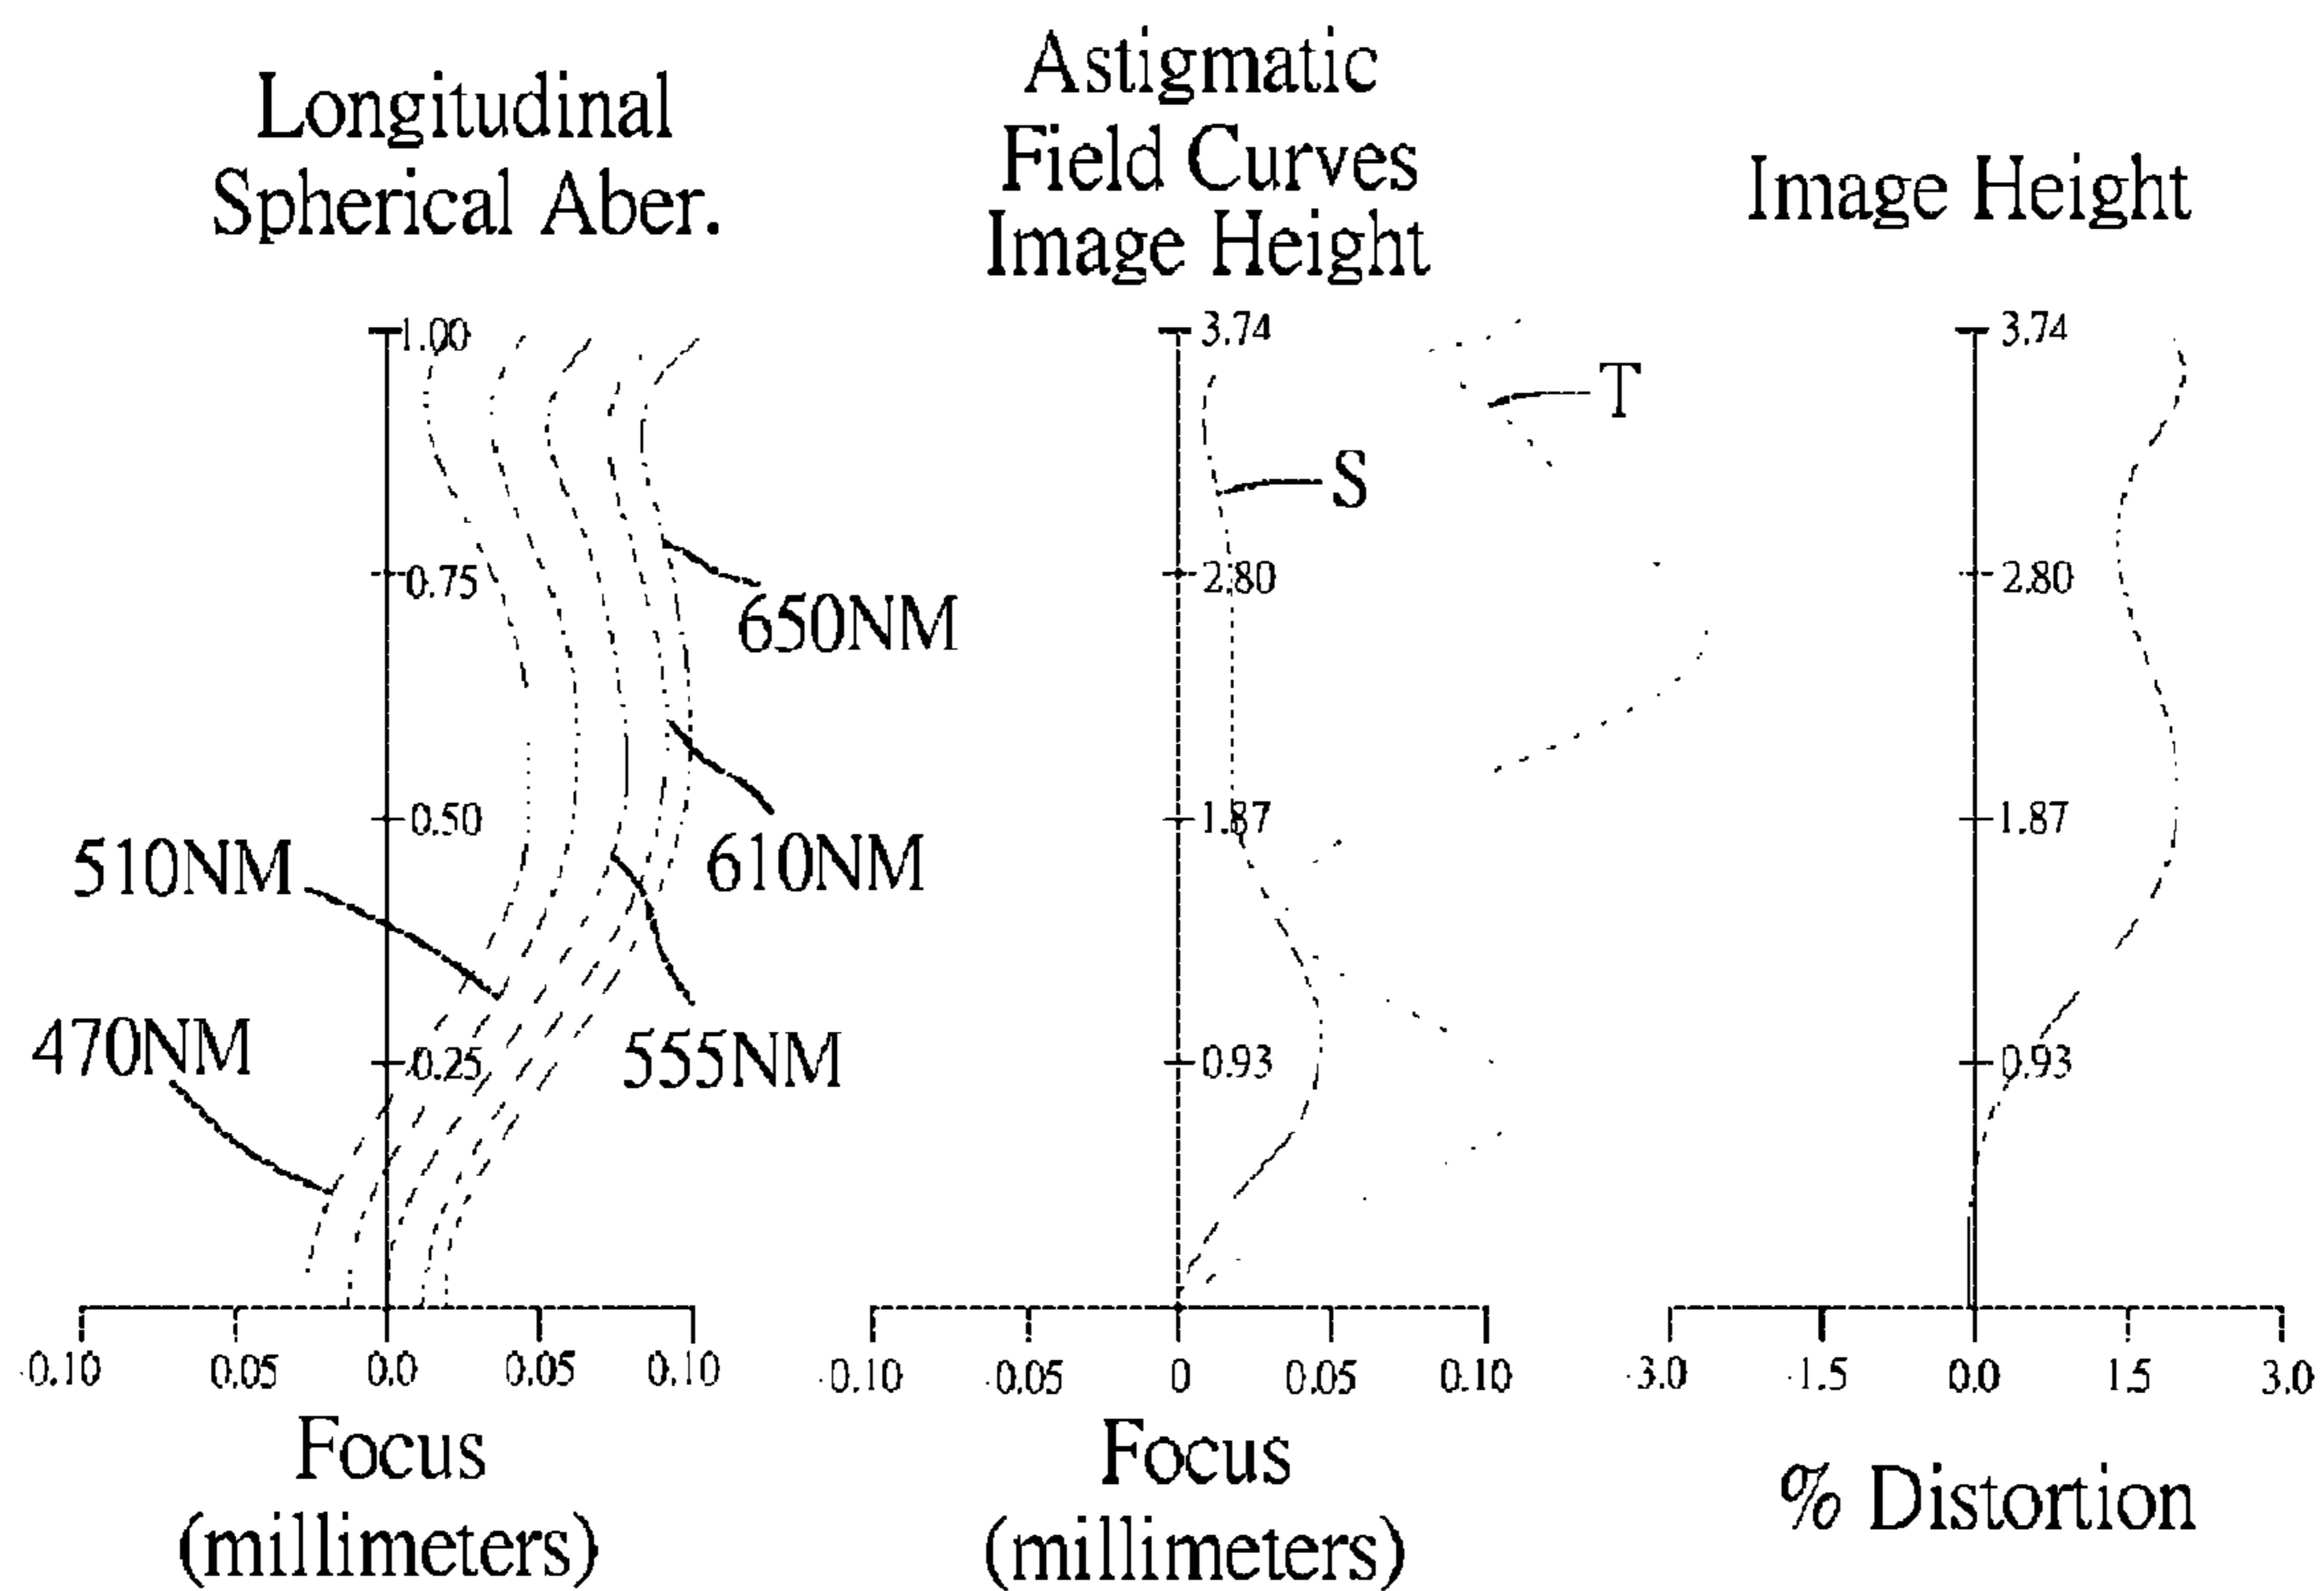 Longitudinal
Spherical Aber.
1.00
0.75
0.50
0.25
510NM
470NM
650NM
610NM
555NM
-0.10
0.05
0.0
0.05
0.10
Focus
(millimeters)
Astigmatic
Field Curves
Image Height
3.74
T
S
2.80
1.87
0.93
-0.10
-0.05
0
0.05
0.10
Focus
(millimeters)
Image Height
3.74
2.80
1.87
0.93
-3.0
-1.5
0.0
1.5
3.0
% Distortion